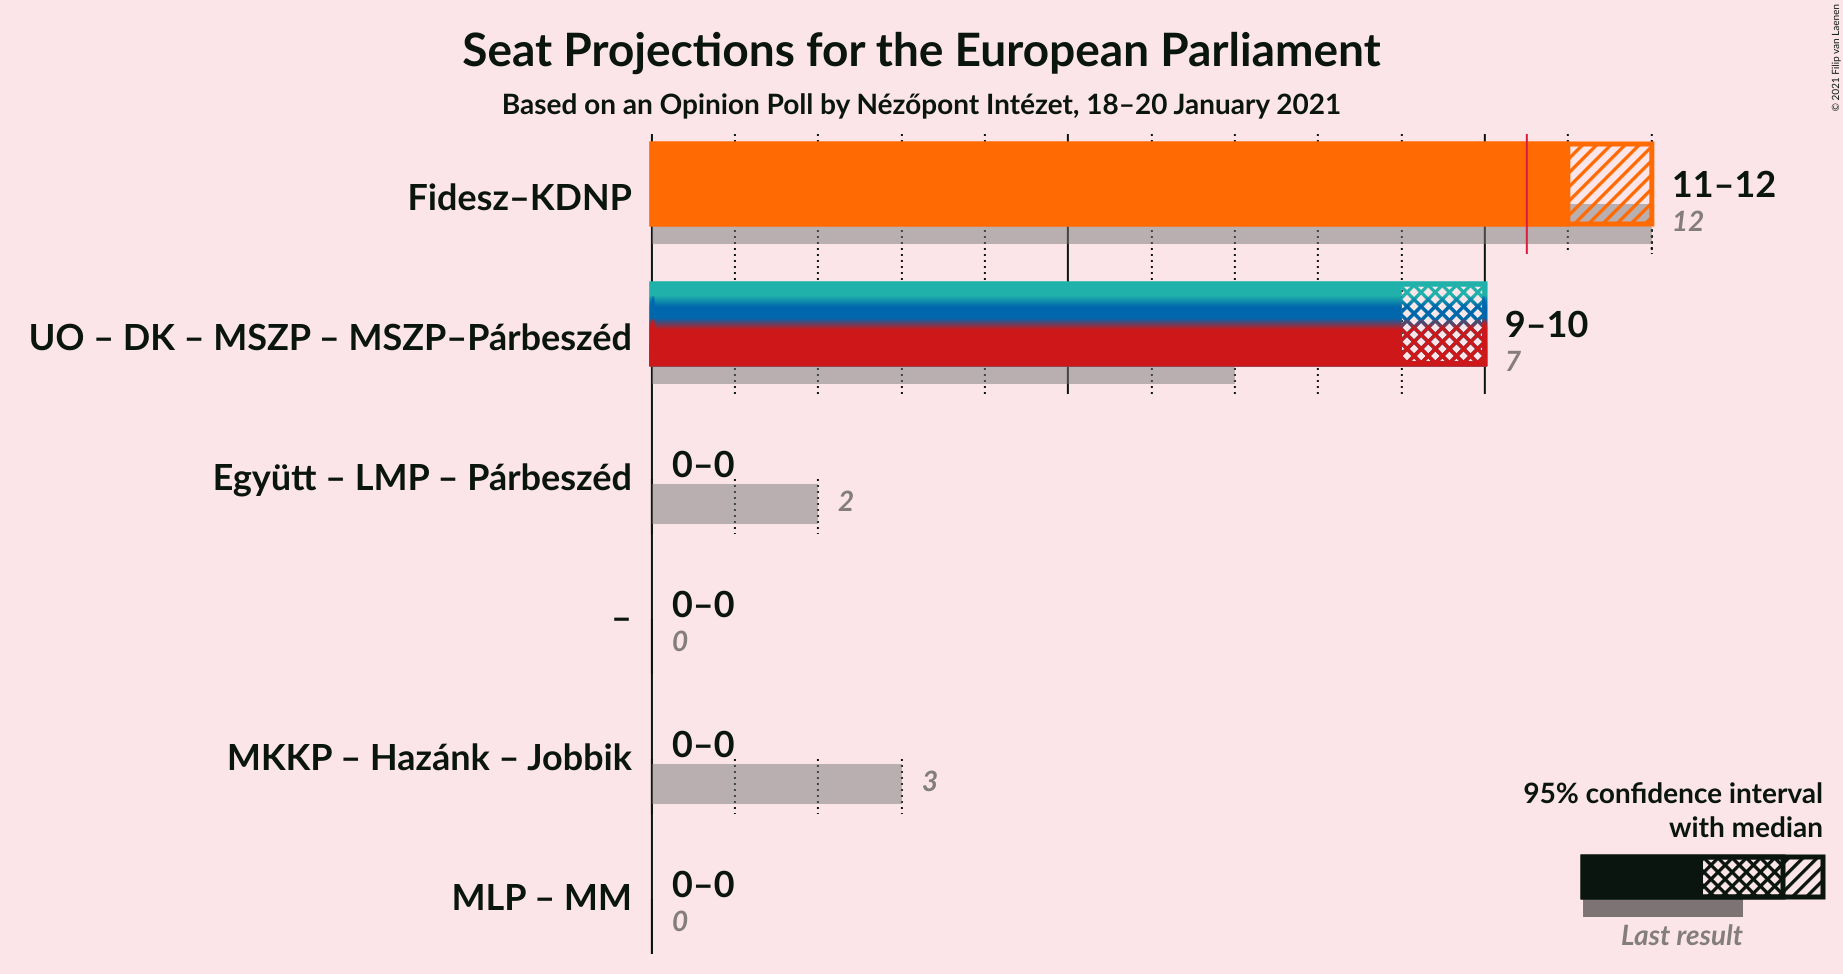 Seat Projections for the European Parliament
Based on an Opinion Poll by Nézőpont Intézet, 18–20 January 2021
© 2021 Filip van Laenen
Fidesz–KDNP
11–12
12
UO – DK – MSZP – MSZP–Párbeszéd
9–10
7
Együtt – LMP – Párbeszéd
0–0
2
–
0–0
0
MKKP – Hazánk – Jobbik
0–0
3
MLP – MM
0–0
0
95% confidence interval
with median
Last result